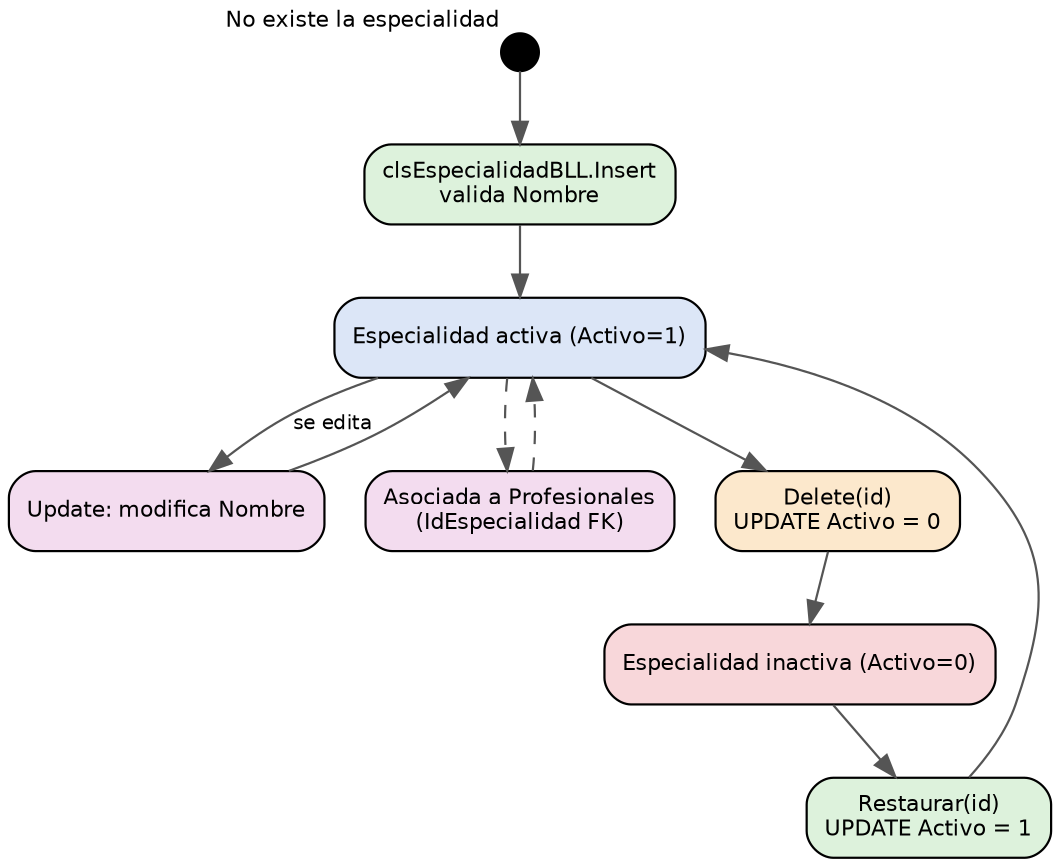 No existe la especialidad
clsEspecialidadBLL.Insert
valida Nombre
Especialidad activa (Activo=1)
se edita
Update: modifica Nombre
Asociada a Profesionales
(IdEspecialidad FK)
Delete(id)
UPDATE Activo = 0
Especialidad inactiva (Activo=0)
Restaurar(id)
UPDATE Activo = 1